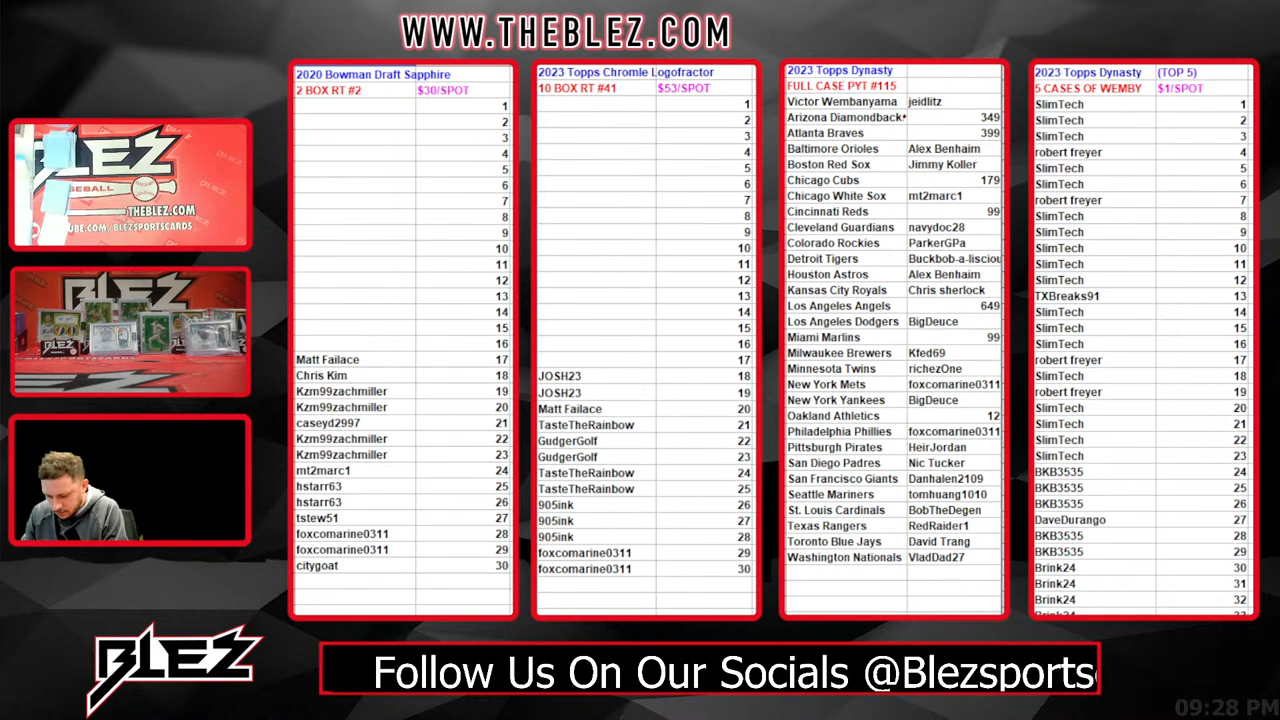 WWW.THEBLEZ.COM
BLEZ
BASEBALL
THEBLEZ.COM
UBE.COM/BLEZSPORTSCARDS
BLEZ
2020 Bowman Draft Sapphire
2 BOX RT #2 $30/SPOT
1
2
3
4
5
6
7
8
9
10
11
12
13
14
15
16
Matt Failace 17
Chris Kim 18
Kzm99zachmiller 19
Kzm99zachmiller 20
caseyd2997 21
Kzm99zachmiller 22
Kzm99zachmiller 23
mt2marc1 24
hstarr63 25
hstarr63 26
tstew51 27
foxcomarine0311 28
foxcomarine0311 29
citygoat 30
2023 Topps Chromle Logofractor
10 BOX RT #41 $53/SPOT
1
2
3
4
5
6
7
8
9
10
11
12
13
14
15
16
17
JOSH23 18
JOSH23 19
Matt Failace 20
TasteTheRainbow 21
GudgerGolf 22
GudgerGolf 23
TasteTheRainbow 24
TasteTheRainbow 25
905ink 26
905ink 27
905ink 28
foxcomarine0311 29
foxcomarine0311 30
2023 Topps Dynasty
FULL CASE PYT #115
Victor Wembanyama jeidlitz
Arizona Diamondback 349
Atlanta Braves 399
Baltimore Orioles Alex Benhaim
Boston Red Sox Jimmy Koller
Chicago Cubs 179
Chicago White Sox mt2marc1
Cincinnati Reds 99
Cleveland Guardians navydoc28
Colorado Rockies ParkerGPa
Detroit Tigers Buckbob-a-lisciou
Houston Astros Alex Benhaim
Kansas City Royals Chris sherlock
Los Angeles Angels 649
Los Angeles Dodgers BigDeuce
Miami Marlins 99
Milwaukee Brewers Kfed69
Minnesota Twins richezOne
New York Mets foxcomarine0311
New York Yankees BigDeuce
Oakland Athletics 12
Philadelphia Phillies foxcomarine0311
Pittsburgh Pirates HeirJordan
San Diego Padres Nic Tucker
San Francisco Giants Danhalen2109
Seattle Mariners tomhuang1010
St. Louis Cardinals BobTheDegen
Texas Rangers RedRaider1
Toronto Blue Jays David Trang
Washington Nationals VladDad27
2023 Topps Dynasty (TOP 5)
5 CASES OF WEMBY $1/SPOT
SlimTech 1
SlimTech 2
SlimTech 3
robert freyer 4
SlimTech 5
SlimTech 6
robert freyer 7
SlimTech 8
SlimTech 9
SlimTech 10
SlimTech 11
SlimTech 12
TXBreaks91 13
SlimTech 14
SlimTech 15
SlimTech 16
robert freyer 17
SlimTech 18
robert freyer 19
SlimTech 20
SlimTech 21
SlimTech 22
SlimTech 23
BKB3535 24
BKB3535 25
BKB3535 26
DaveDurango 27
BKB3535 28
BKB3535 29
Brink24 30
Brink24 31
Brink24 32
BLEZ
Follow Us On Our Socials @Blezsports
09:28 PM